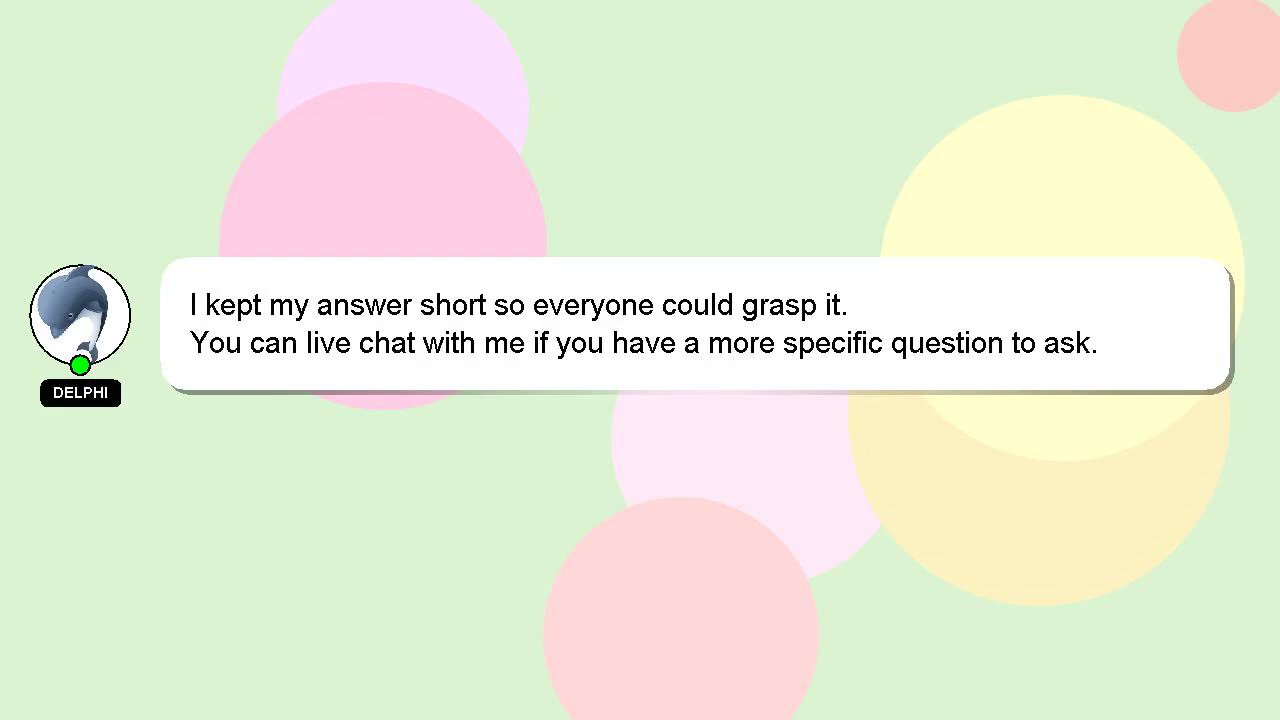 I kept my answer short so everyone could grasp it.
You can live chat with me if you have a more specific question to ask.
DELPHI